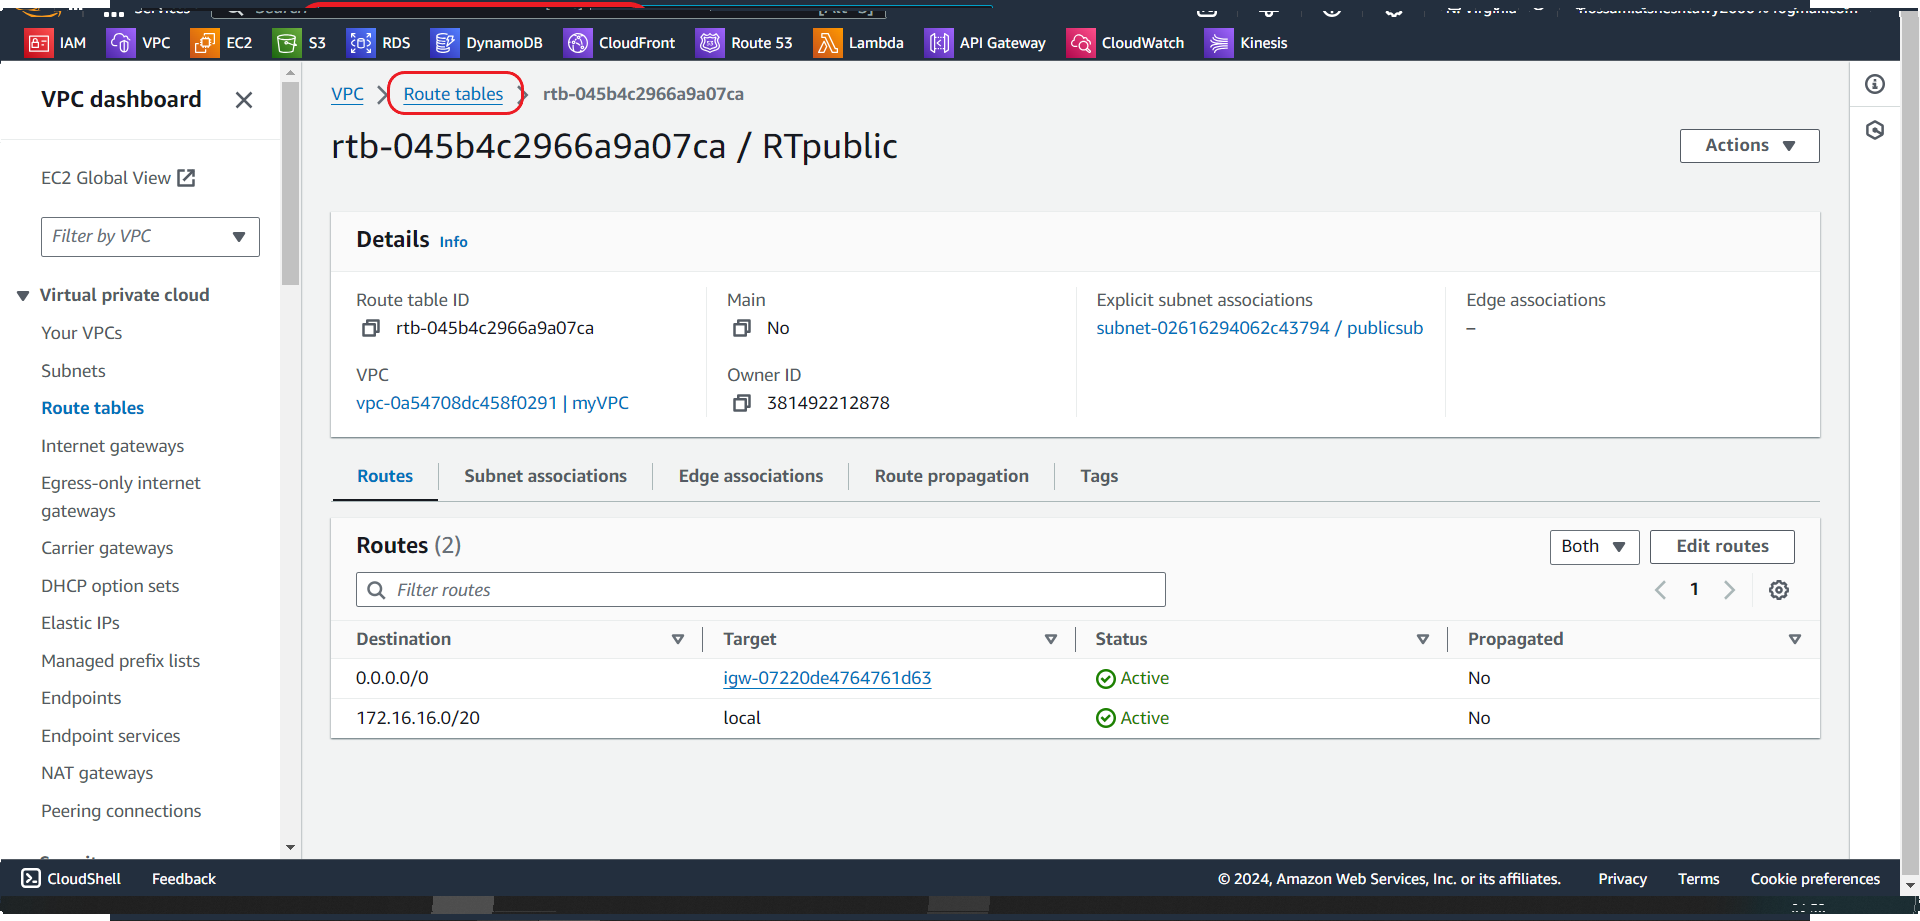 Services
Search
IAM VPC EC2 S3 RDS DynamoDB CloudFront Route 53 Lambda API Gateway CloudWatch Kinesis
VPC dashboard
EC2 Global View
Filter by VPC
Virtual private cloud
Your VPCs
Subnets
Route tables
Internet gateways
Egress-only internet
gateways
Carrier gateways
DHCP option sets
Elastic IPs
Managed prefix lists
Endpoints
Endpoint services
NAT gateways
Peering connections
VPC Route tables rtb-045b4c2966a9a07ca
rtb-045b4c2966a9a07ca / RTpublic
Actions
Details Info
Route table ID
rtb-045b4c2966a9a07ca
Main
No
Explicit subnet associations
subnet-02616294062c43794 / publicsub
Edge associations
–
VPC
vpc-0a54708dc458f0291 | myVPC
Owner ID
381492212878
Routes Subnet associations Edge associations Route propagation Tags
Routes (2)
Both Edit routes
Filter routes
1
Destination Target Status Propagated
0.0.0.0/0 igw-07220de4764761d63 Active No
172.16.16.0/20 local Active No
CloudShell Feedback © 2024, Amazon Web Services, Inc. or its affiliates. Privacy Terms Cookie preferences